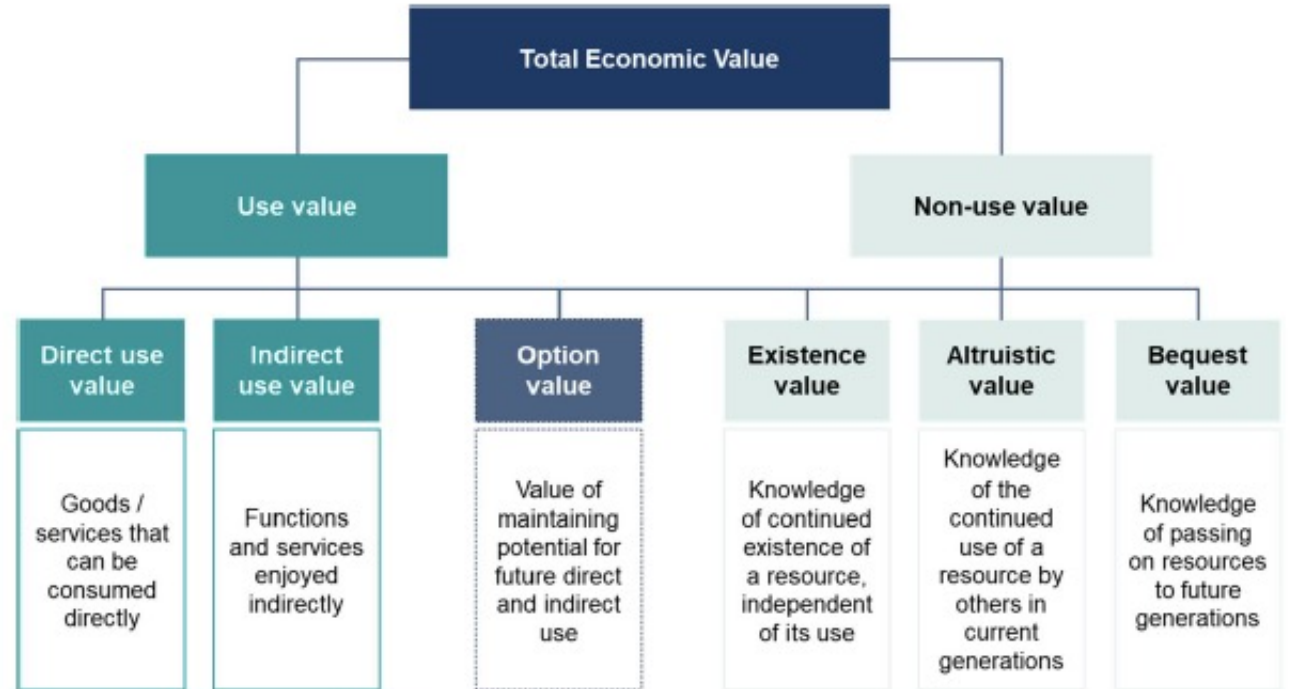 Total Economic Value
Use value
Non-use value
Direct use
value
Indirect
use value
Option
value
Existence
value
Altruistic
value
Bequest
value
Goods /
services that
can be
consumed
directly
Functions
and services
enjoyed
indirectly
Value of
maintaining
potential for
future direct
and indirect
use
Knowledge
of continued
existence of
a resource,
independent
of its use
Knowledge
of the
continued
use of a
resource by
others in
current
generations
Knowledge
of passing
on resources
to future
generations